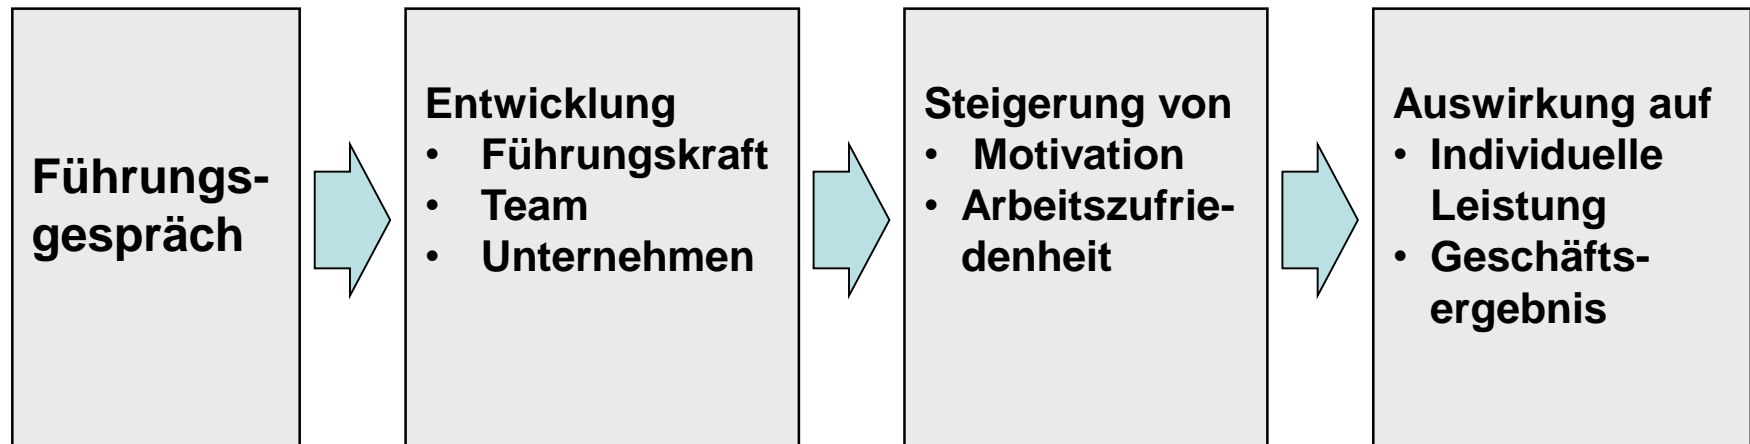 Führungs-
gespräch
Entwicklung
• Führungskraft
• Team
• Unternehmen
Steigerung von
• Motivation
• Arbeitszufrie-
denheit
Auswirkung auf
• Individuelle
Leistung
• Geschäfts-
ergebnis